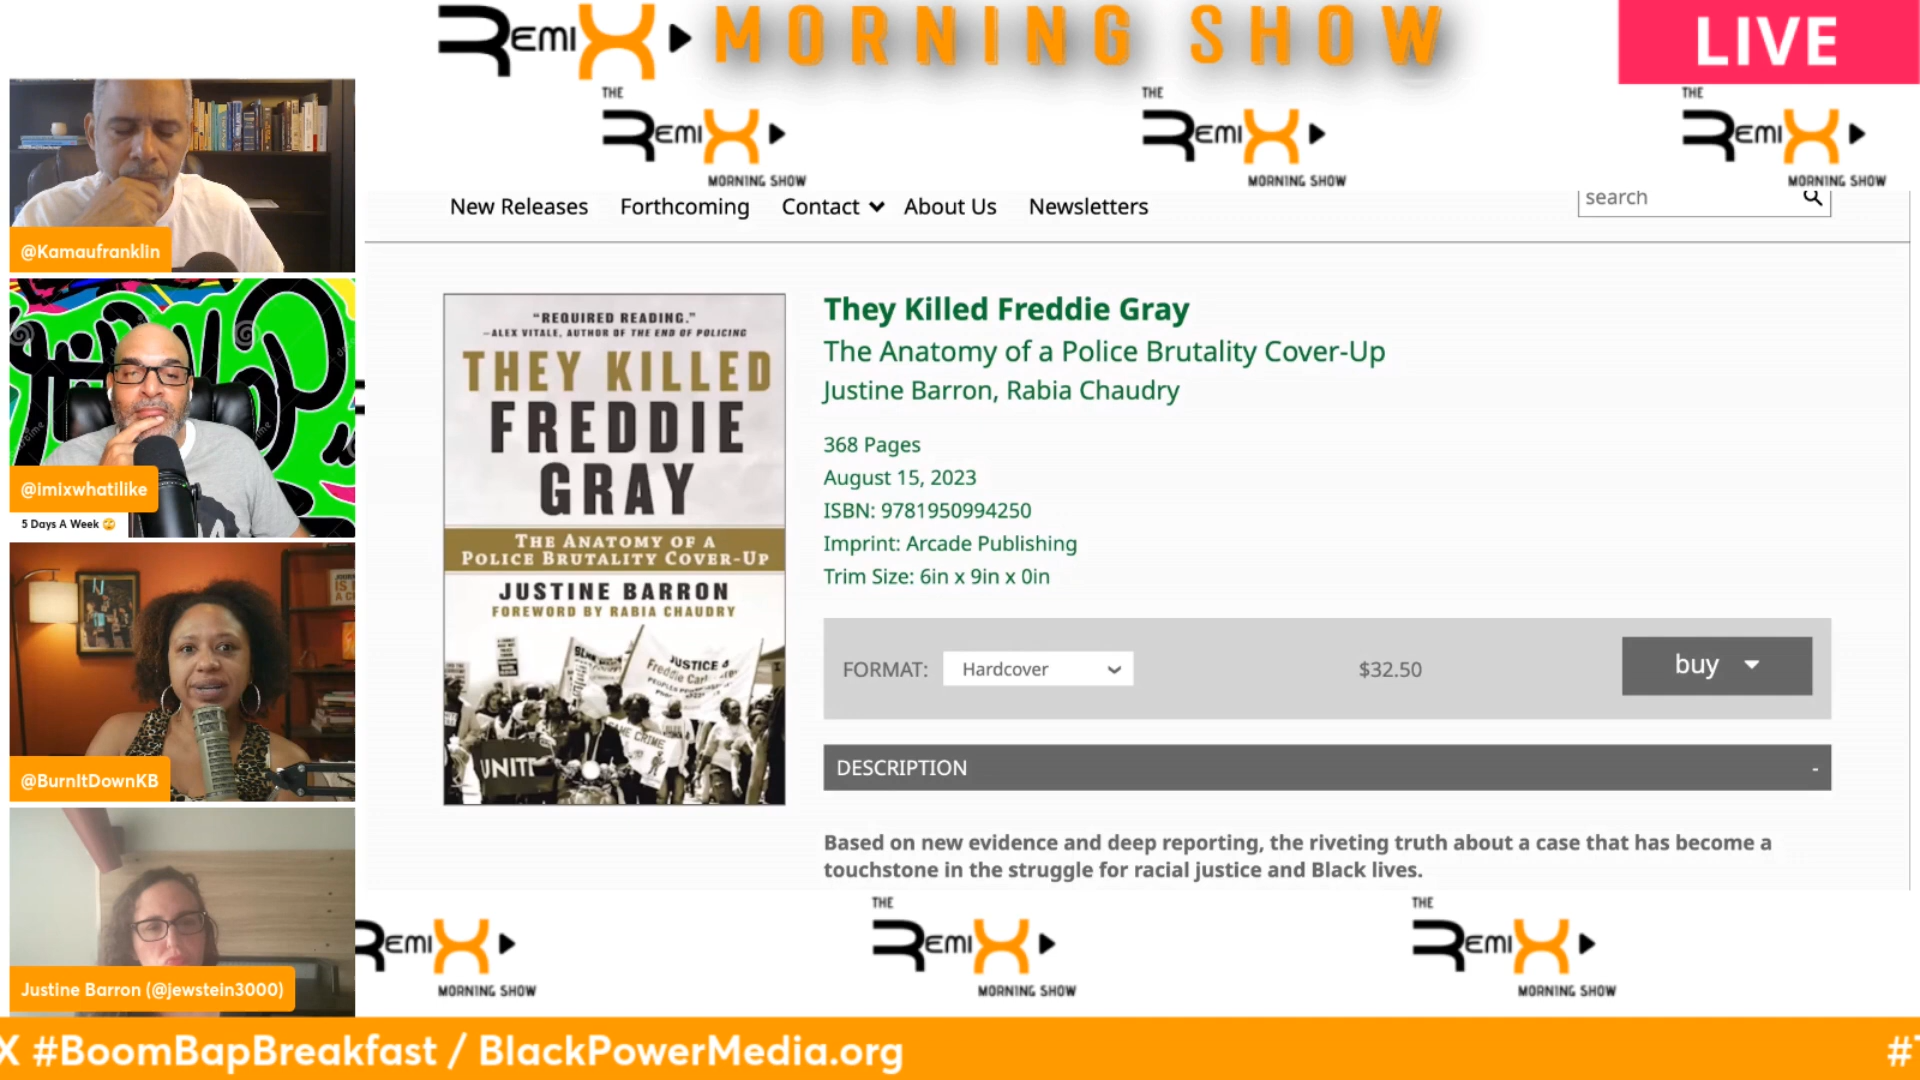 REMIX MORNING SHOW
LIVE
THE
REMIX
MORNING SHOW
THE
REMIX
MORNING SHOW
THE
REMIX
MORNING SHOW
New Releases Forthcoming Contact About Us Newsletters
search
@Kamaufranklin
@imixwhatilike
5 Days A Week 🙄
@BurnItDownKB
Justine Barron (@jewstein3000)
"REQUIRED READING."
–ALEX VITALE, AUTHOR OF THE END OF POLICING
THEY KILLED
FREDDIE
GRAY
THE ANATOMY OF A
POLICE BRUTALITY COVER-UP
JUSTINE BARRON
FOREWORD BY RABIA CHAUDRY
JUSTICE 4
UNITE
They Killed Freddie Gray
The Anatomy of a Police Brutality Cover-Up
Justine Barron, Rabia Chaudry
368 Pages
August 15, 2023
ISBN: 9781950994250
Imprint: Arcade Publishing
Trim Size: 6in x 9in x 0in
FORMAT: Hardcover $32.50 buy
DESCRIPTION -
Based on new evidence and deep reporting, the riveting truth about a case that has become a
touchstone in the struggle for racial justice and Black lives.
REMIX
MORNING SHOW
THE
REMIX
MORNING SHOW
THE
REMIX
MORNING SHOW
X #BoomBapBreakfast / BlackPowerMedia.org